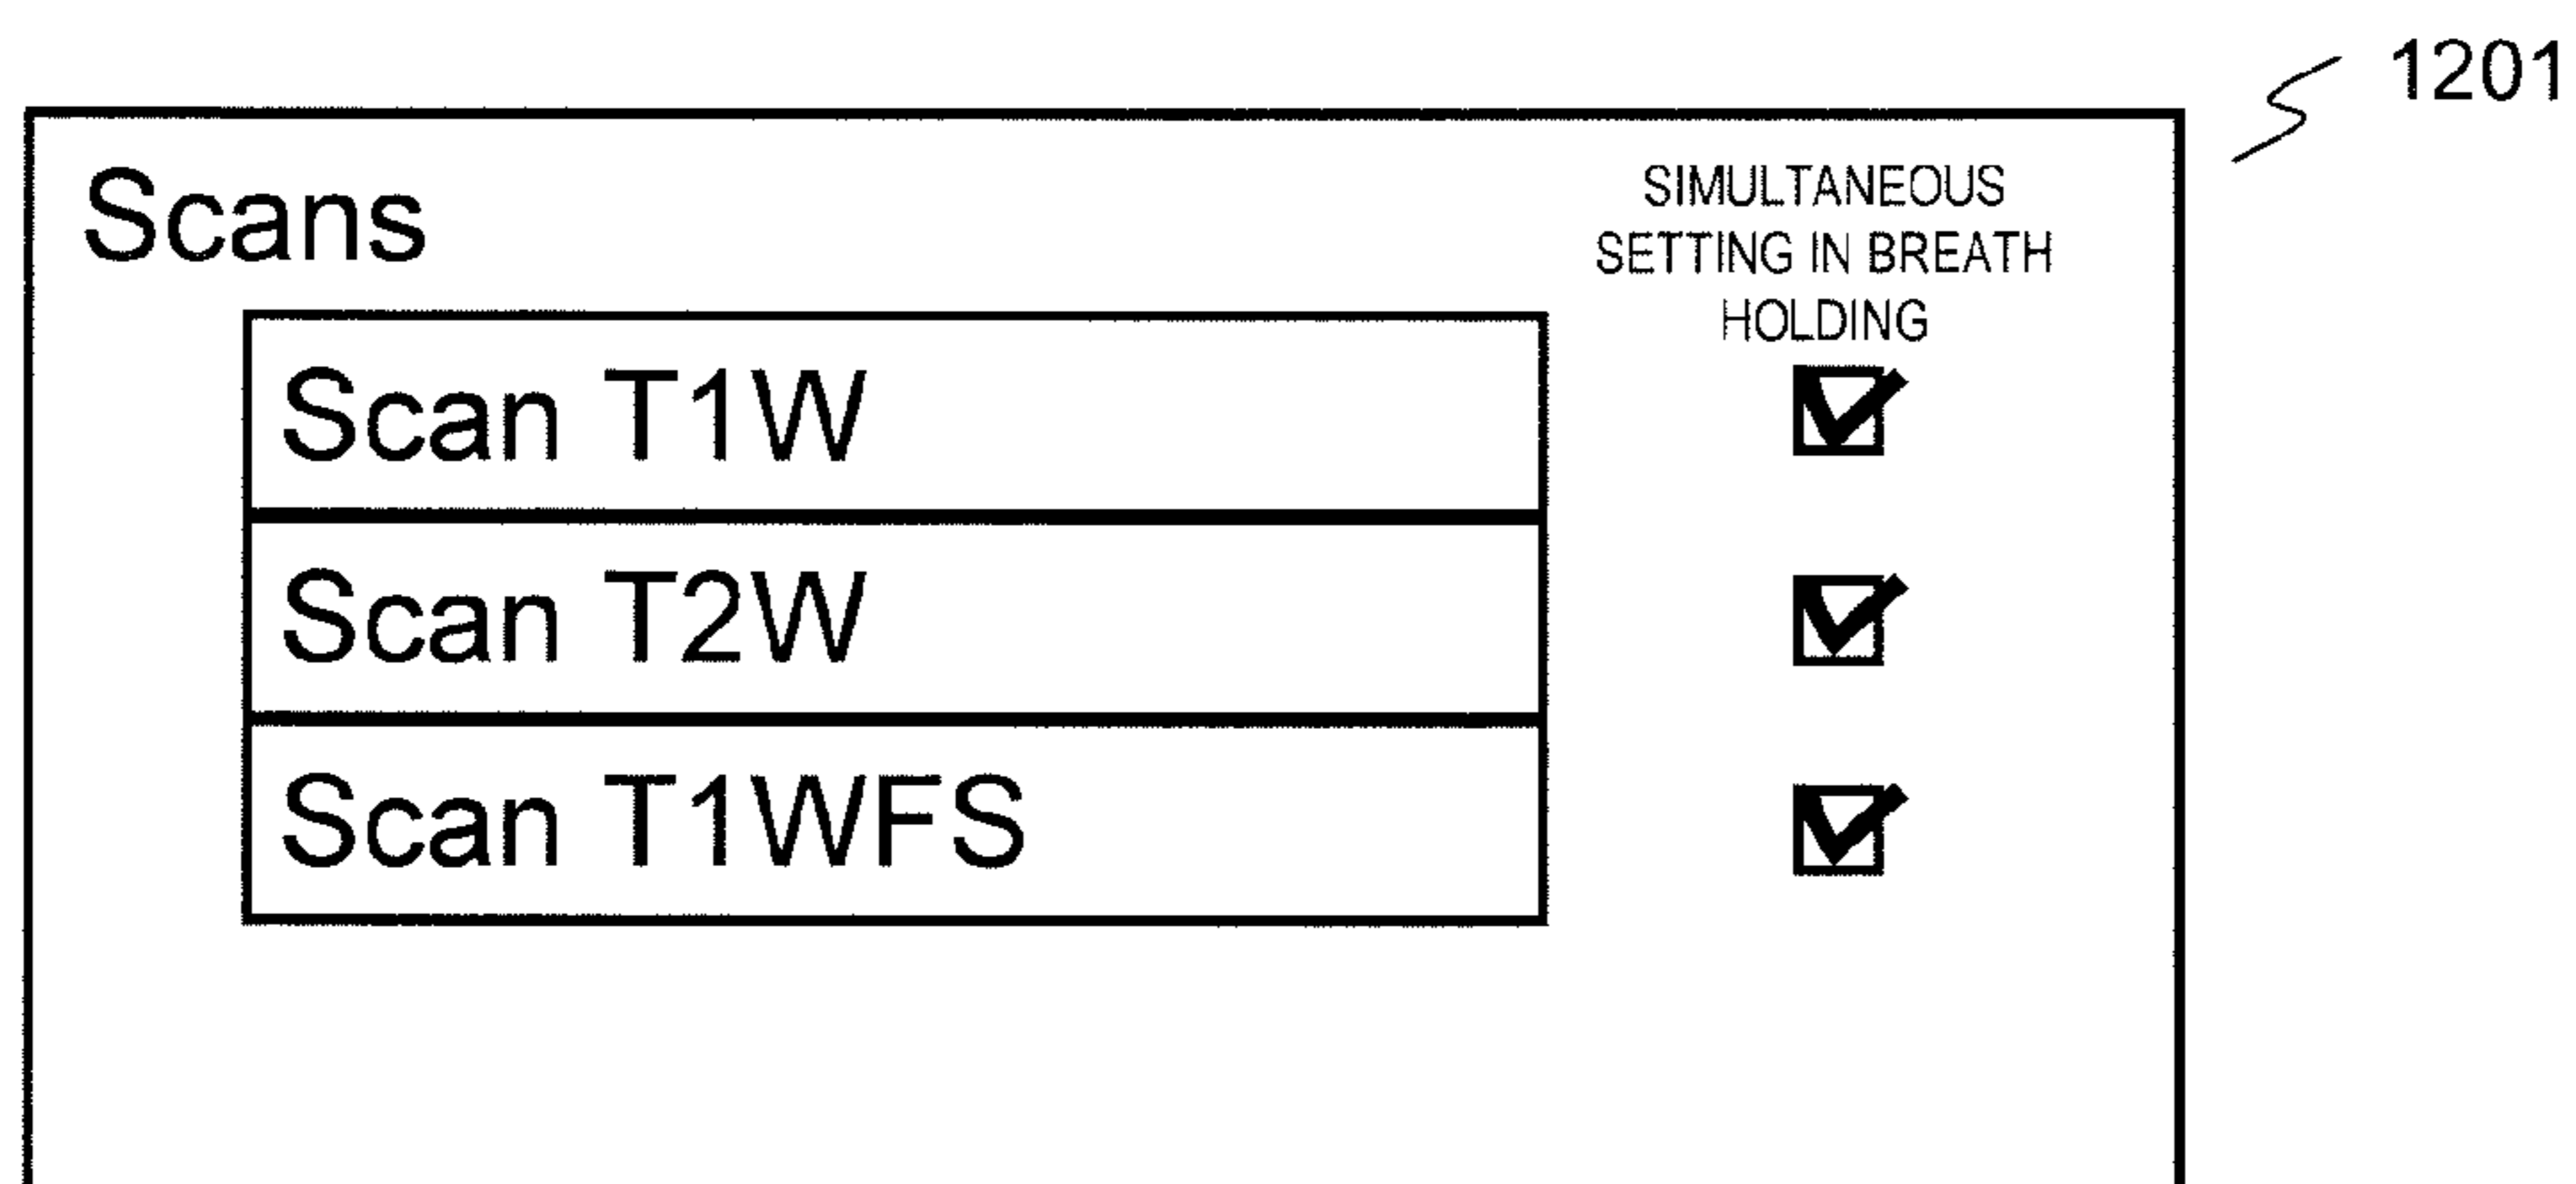 1201
Scans
SIMULTANEOUS
SETTING IN BREATH
HOLDING
Scan T1W
Scan T2W
Scan T1WFS